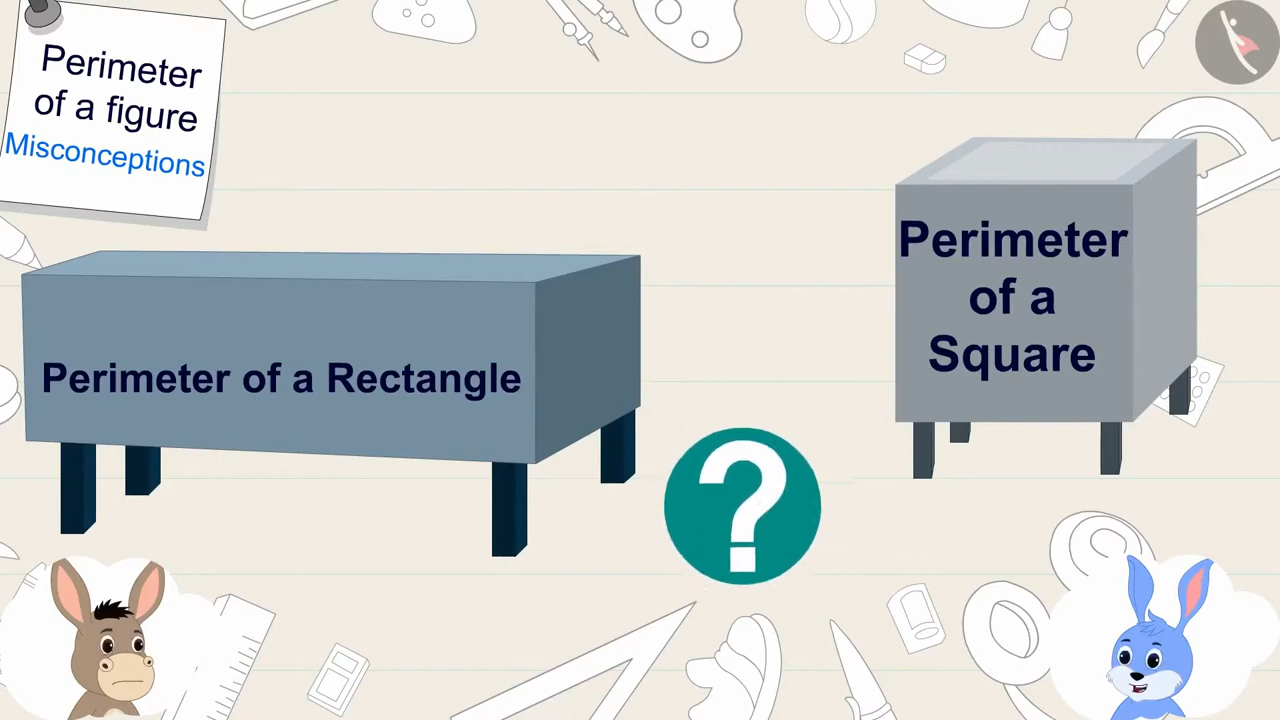 Perimeter
of a figure
Misconceptions
Perimeter of a Rectangle
Perimeter
of a
Square
?